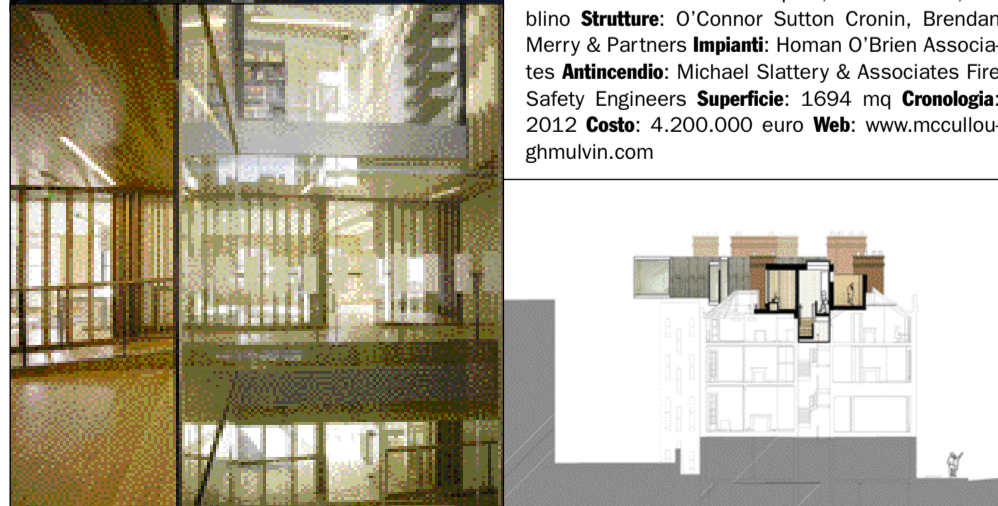 blino Strutture: O’Connor Sutton Cronin, Brendan
Merry & Partners Impianti: Homan O’Brien Associa-
tes Antincendio: Michael Slattery & Associates Fire
Safety Engineers Superficie: 1694 mq Cronologia:
2012 Costo: 4.200.000 euro Web: www.mccullou-
ghmulvin.com